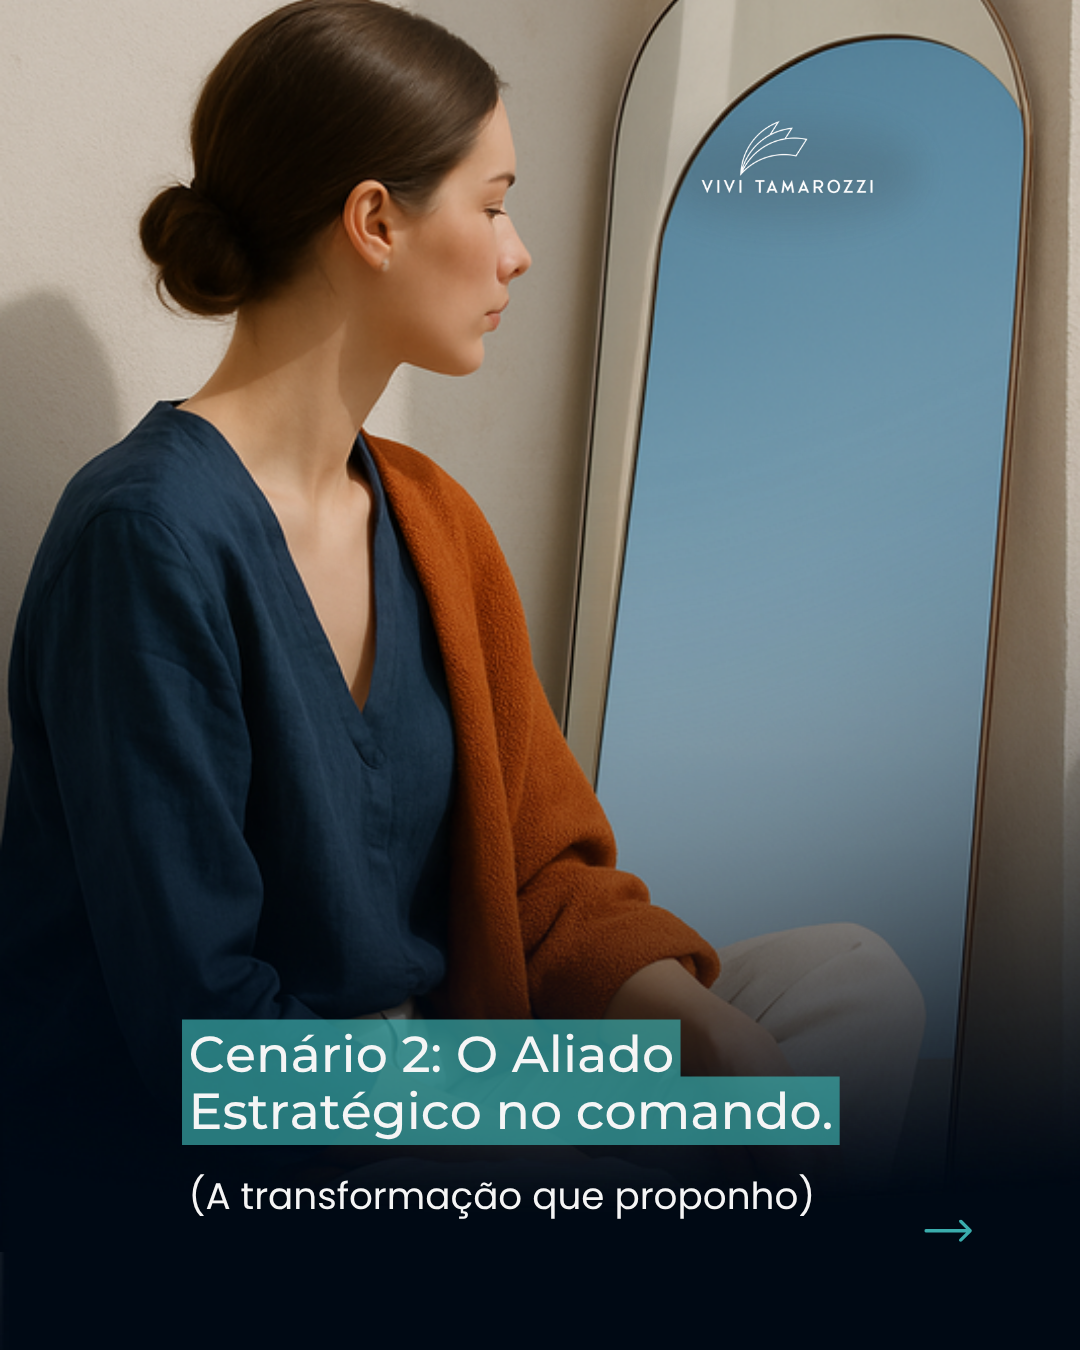 VIVI TAMAROZZI
Cenário 2: O Aliado
Estratégico no comando.
(A transformação que proponho)